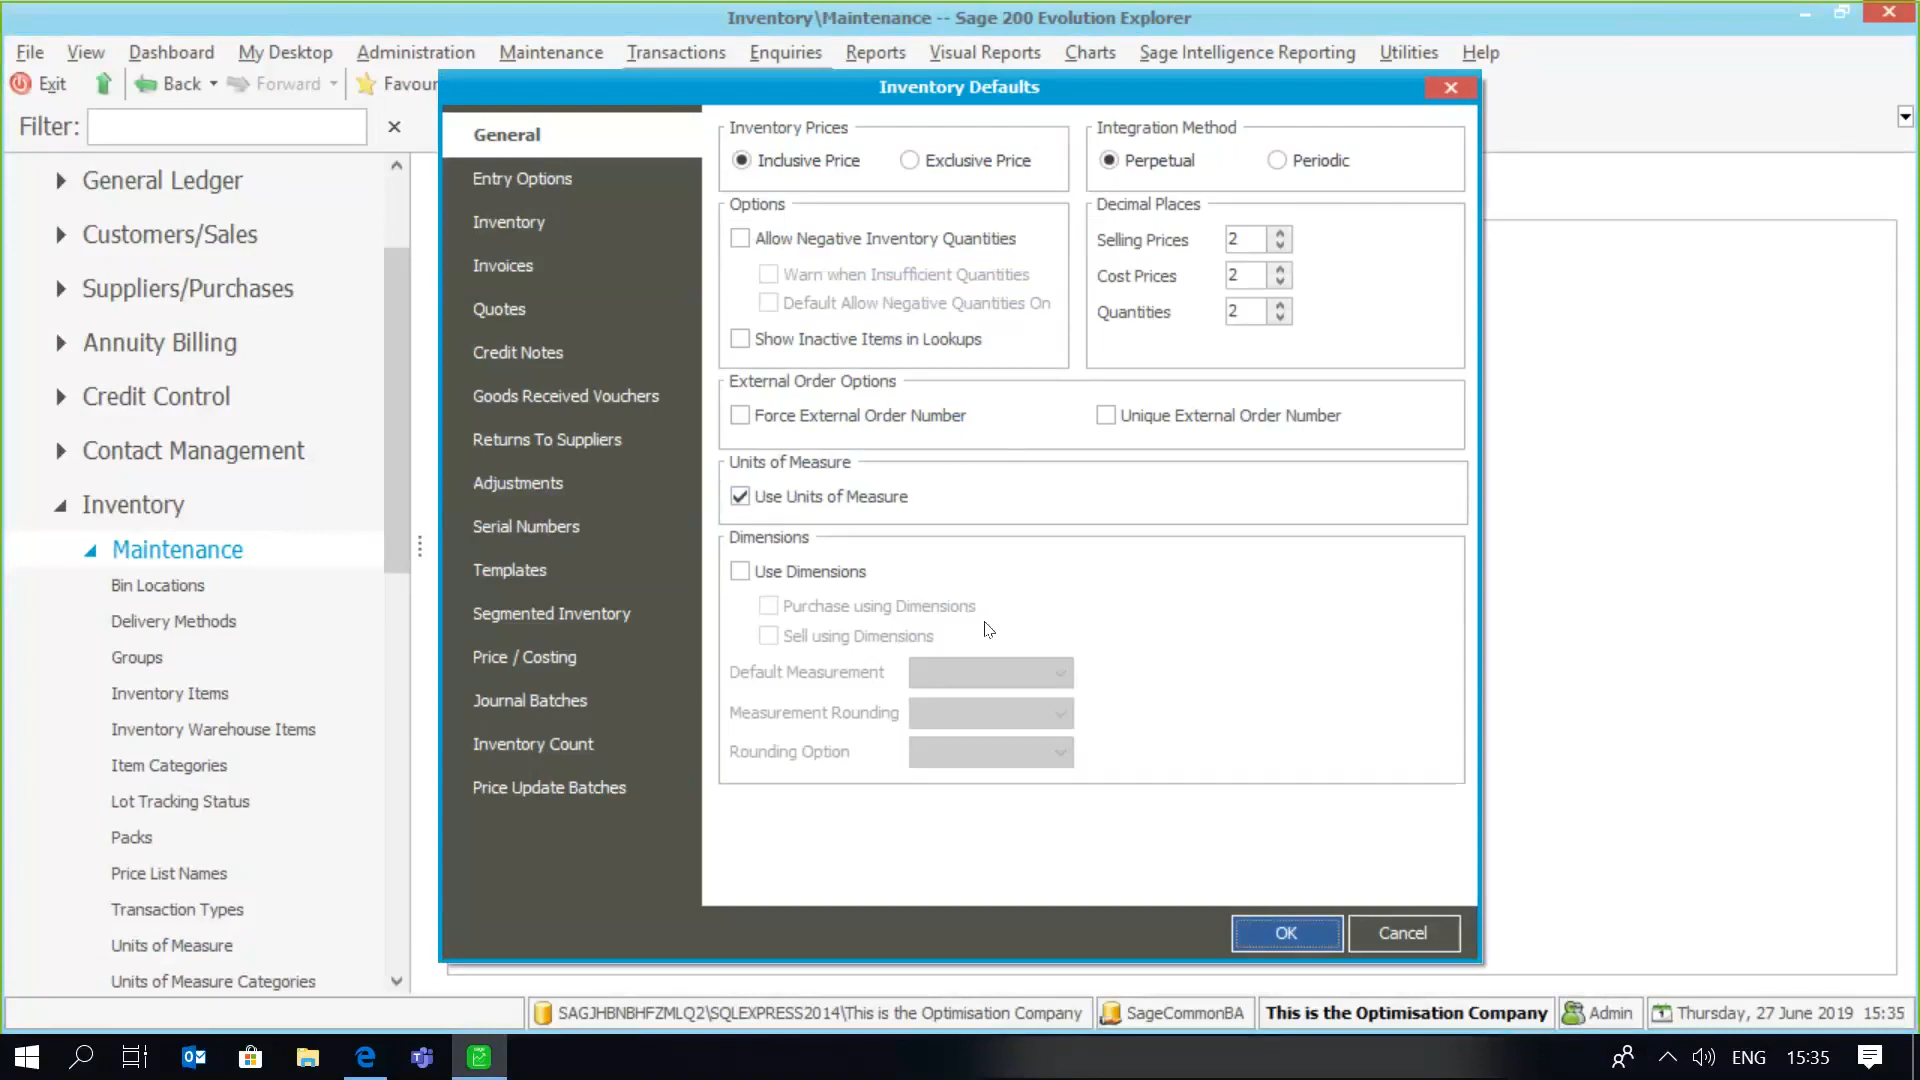 Inventory\Maintenance -- Sage 200 Evolution Explorer
File View Dashboard My Desktop Administration Maintenance Transactions Enquiries Reports Visual Reports Charts Sage Intelligence Reporting Utilities Help
Exit Back Forward Favour
Filter:
General Ledger
Customers/Sales
Suppliers/Purchases
Annuity Billing
Credit Control
Contact Management
Inventory
Maintenance
Bin Locations
Delivery Methods
Groups
Inventory Items
Inventory Warehouse Items
Item Categories
Lot Tracking Status
Packs
Price List Names
Transaction Types
Units of Measure
Units of Measure Categories
Inventory Defaults
General
Entry Options
Inventory
Invoices
Quotes
Credit Notes
Goods Received Vouchers
Returns To Suppliers
Adjustments
Serial Numbers
Templates
Segmented Inventory
Price / Costing
Journal Batches
Inventory Count
Price Update Batches
Inventory Prices
Inclusive Price Exclusive Price
Integration Method
Perpetual Periodic
Options
Allow Negative Inventory Quantities
Warn when Insufficient Quantities
Default Allow Negative Quantities On
Show Inactive Items in Lookups
Decimal Places
Selling Prices 2
Cost Prices 2
Quantities 2
External Order Options
Force External Order Number Unique External Order Number
Units of Measure
Use Units of Measure
Dimensions
Use Dimensions
Purchase using Dimensions
Sell using Dimensions
Default Measurement
Measurement Rounding
Rounding Option
OK Cancel
SAGJHBNBHFZMLQ2\SQLEXPRESS2014\This is the Optimisation Company SageCommonBA This is the Optimisation Company Admin Thursday, 27 June 2019 15:35
ENG 15:35